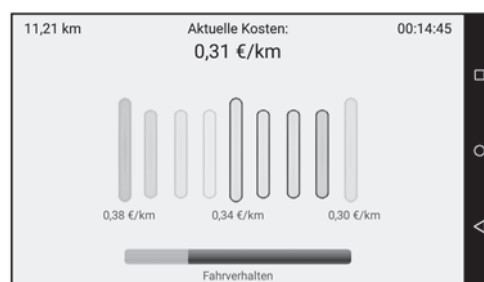 11,21 km Aktuelle Kosten: 00:14:45
0,31 €/km
0,38 €/km 0,34 €/km 0,30 €/km
Fahrverhalten